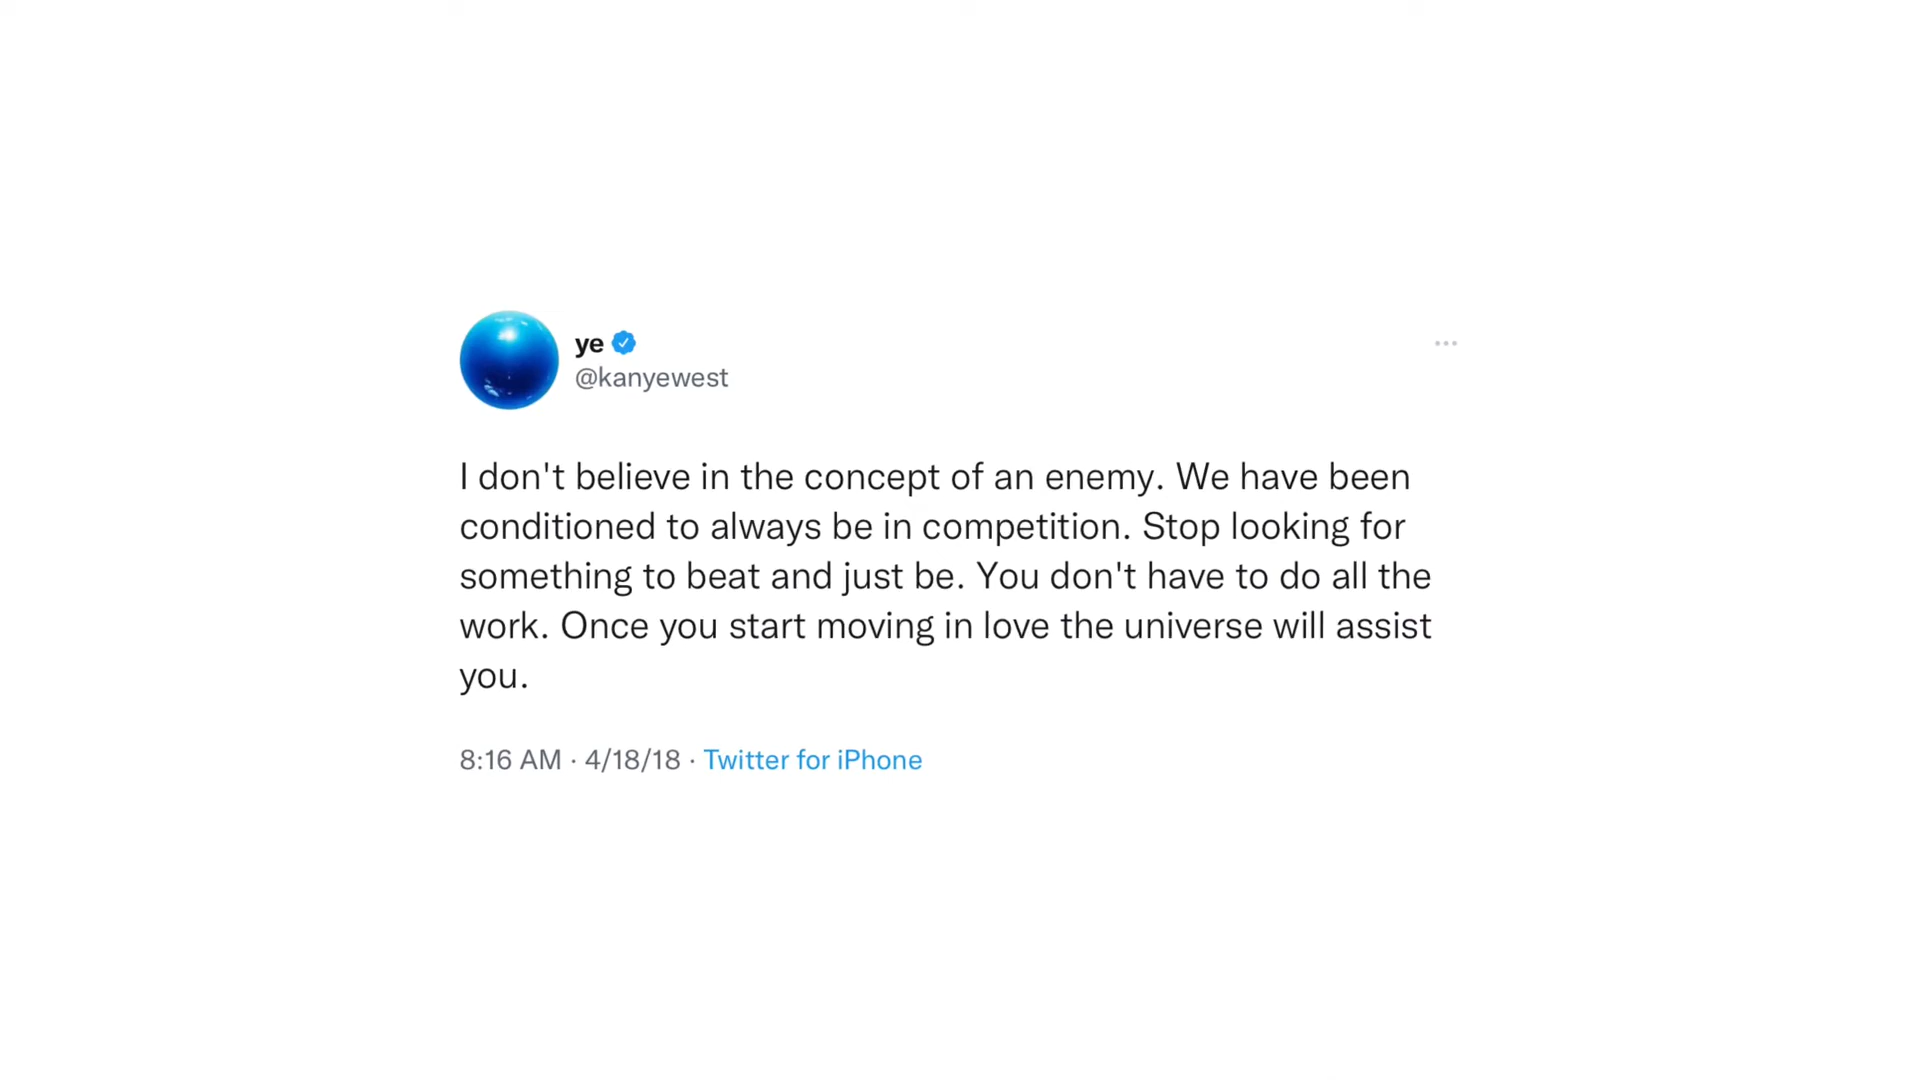 ye
@kanyewest
I don't believe in the concept of an enemy. We have been
conditioned to always be in competition. Stop looking for
something to beat and just be. You don't have to do all the
work. Once you start moving in love the universe will assist
you.
8:16 AM · 4/18/18 · Twitter for iPhone